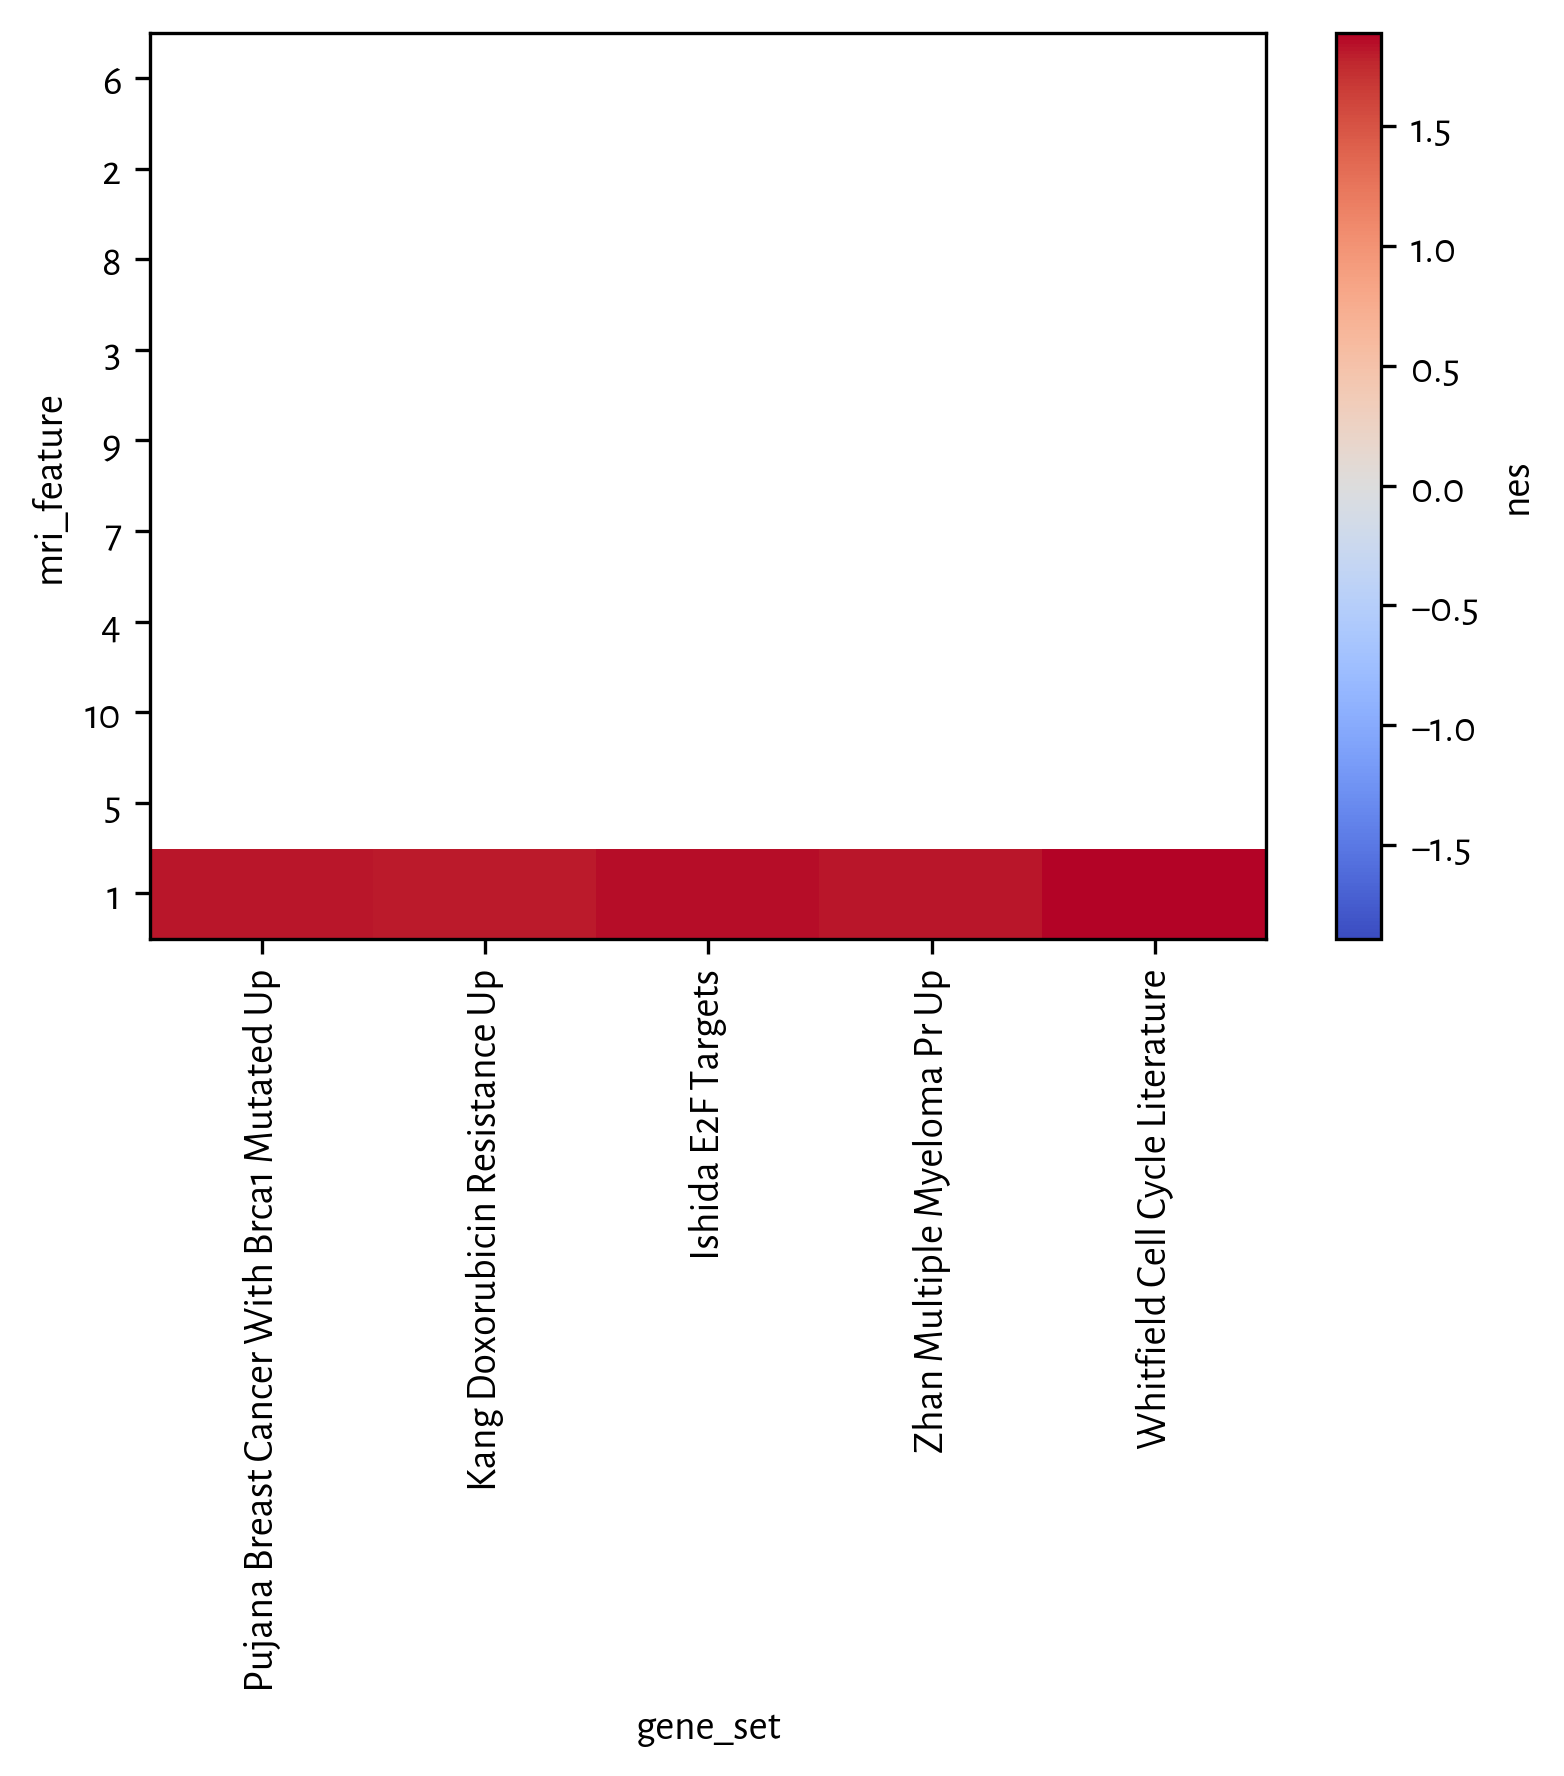 mri_feature
6
2
8
3
9
7
4
10
5
1
Pujana Breast Cancer With Brca1 Mutated Up
Kang Doxorubicin Resistance Up
Ishida E2F Targets
Zhan Multiple Myeloma Pr Up
Whitfield Cell Cycle Literature
gene_set
1.5
1.0
0.5
0.0
−0.5
−1.0
−1.5
nes